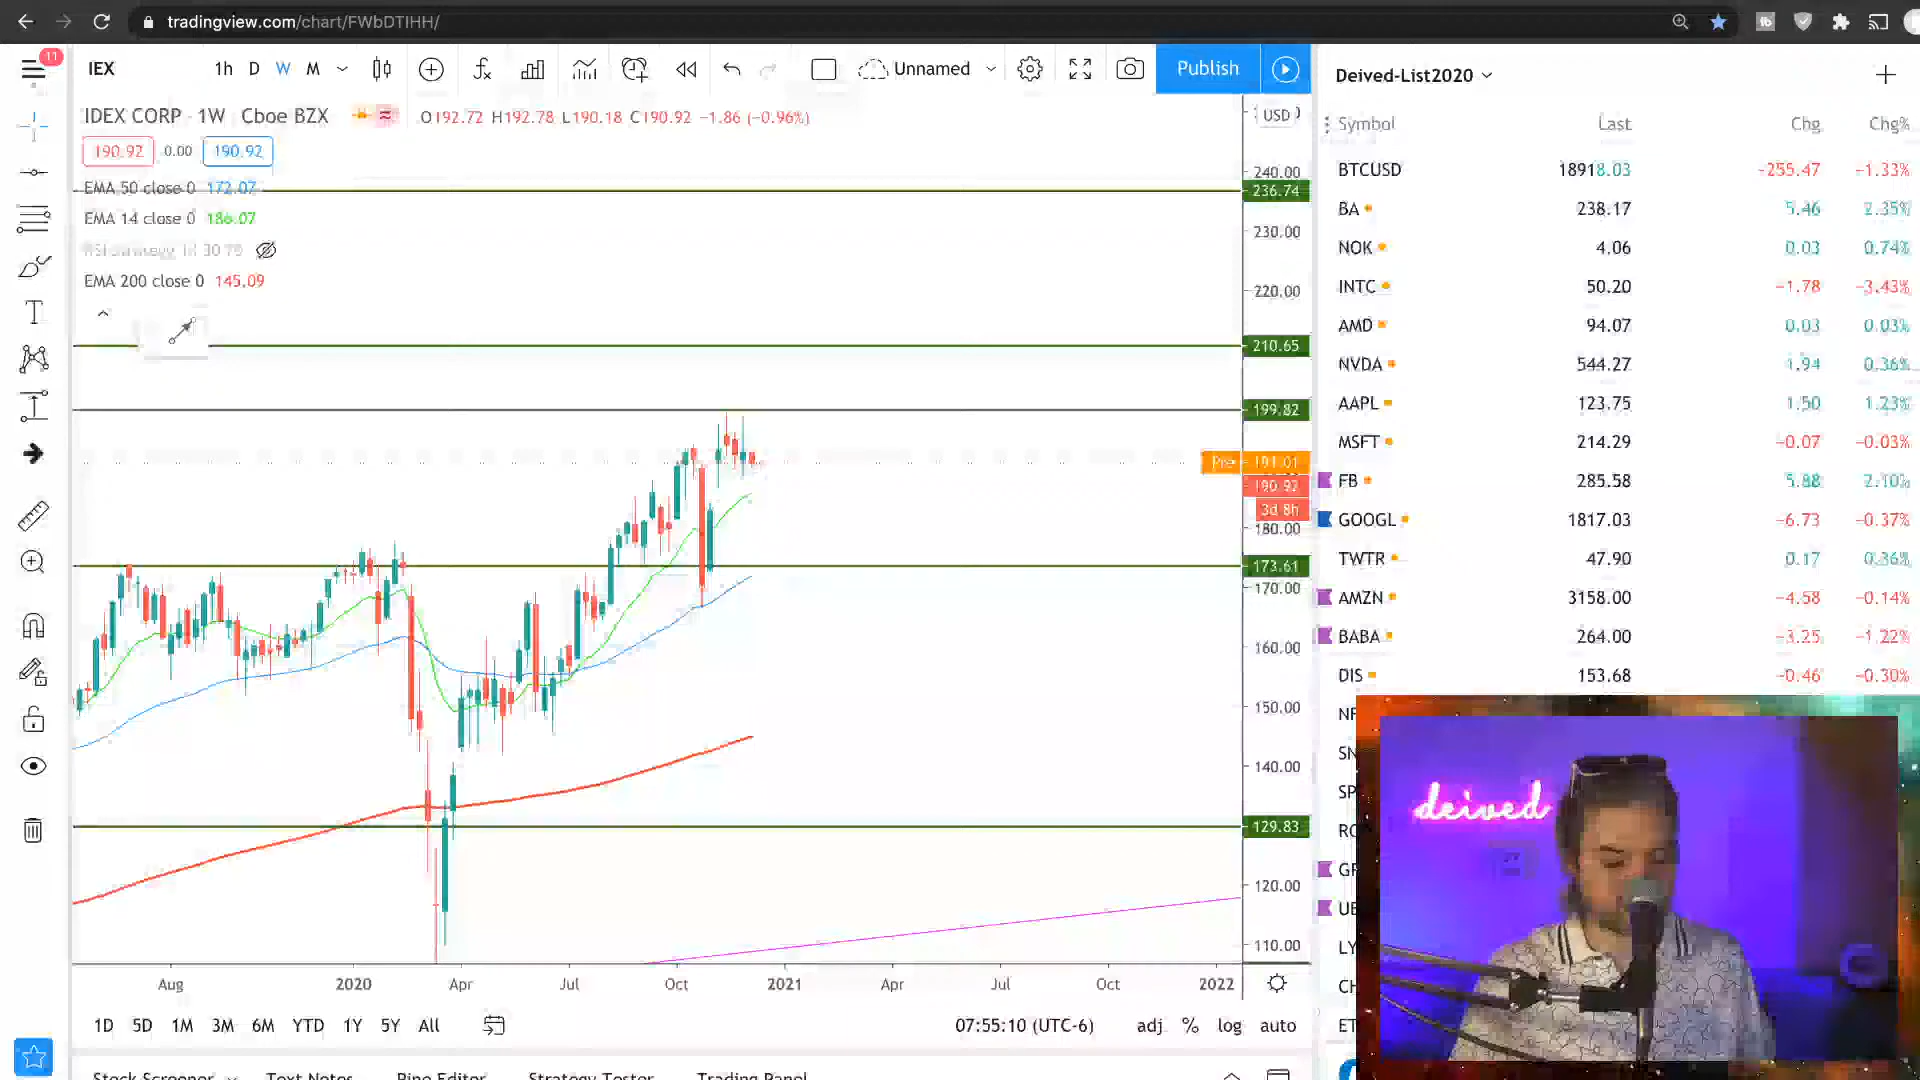 tradingview.com/chart/FWbDTIHH/
11
IEX
1h D W M
Unnamed
Publish
IDEX CORP · 1W · Cboe BZX
O192.72 H192.78 L190.18 C190.92 −1.86 (−0.96%)
190.92 0.00 190.92
EMA 50 close 0 172.07
EMA 14 close 0 186.07
EMA 200 close 0 145.09
USD
240.00
236.74
230.00
220.00
210.65
199.82
Pre 191.01
190.92
3d 8h
180.00
173.61
170.00
160.00
150.00
140.00
129.83
120.00
110.00
Aug 2020 Apr Jul Oct 2021 Apr Jul Oct 2022
1D 5D 1M 3M 6M YTD 1Y 5Y All
07:55:10 (UTC-6) adj % log auto
Stock Screener Text Notes Pine Editor Strategy Tester Trading Panel
Deived-List2020
Symbol Last Chg Chg%
BTCUSD 18918.03 −255.47 −1.33%
BA 238.17 5.46 2.35%
NOK 4.06 0.03 0.74%
INTC 50.20 −1.78 −3.43%
AMD 94.07 0.03 0.03%
NVDA 544.27 1.94 0.36%
AAPL 123.75 1.50 1.23%
MSFT 214.29 −0.07 −0.03%
FB 285.58 5.88 2.10%
GOOGL 1817.03 −6.73 −0.37%
TWTR 47.90 0.17 0.36%
AMZN 3158.00 −4.58 −0.14%
BABA 264.00 −3.25 −1.22%
DIS 153.68 −0.46 −0.30%
deived